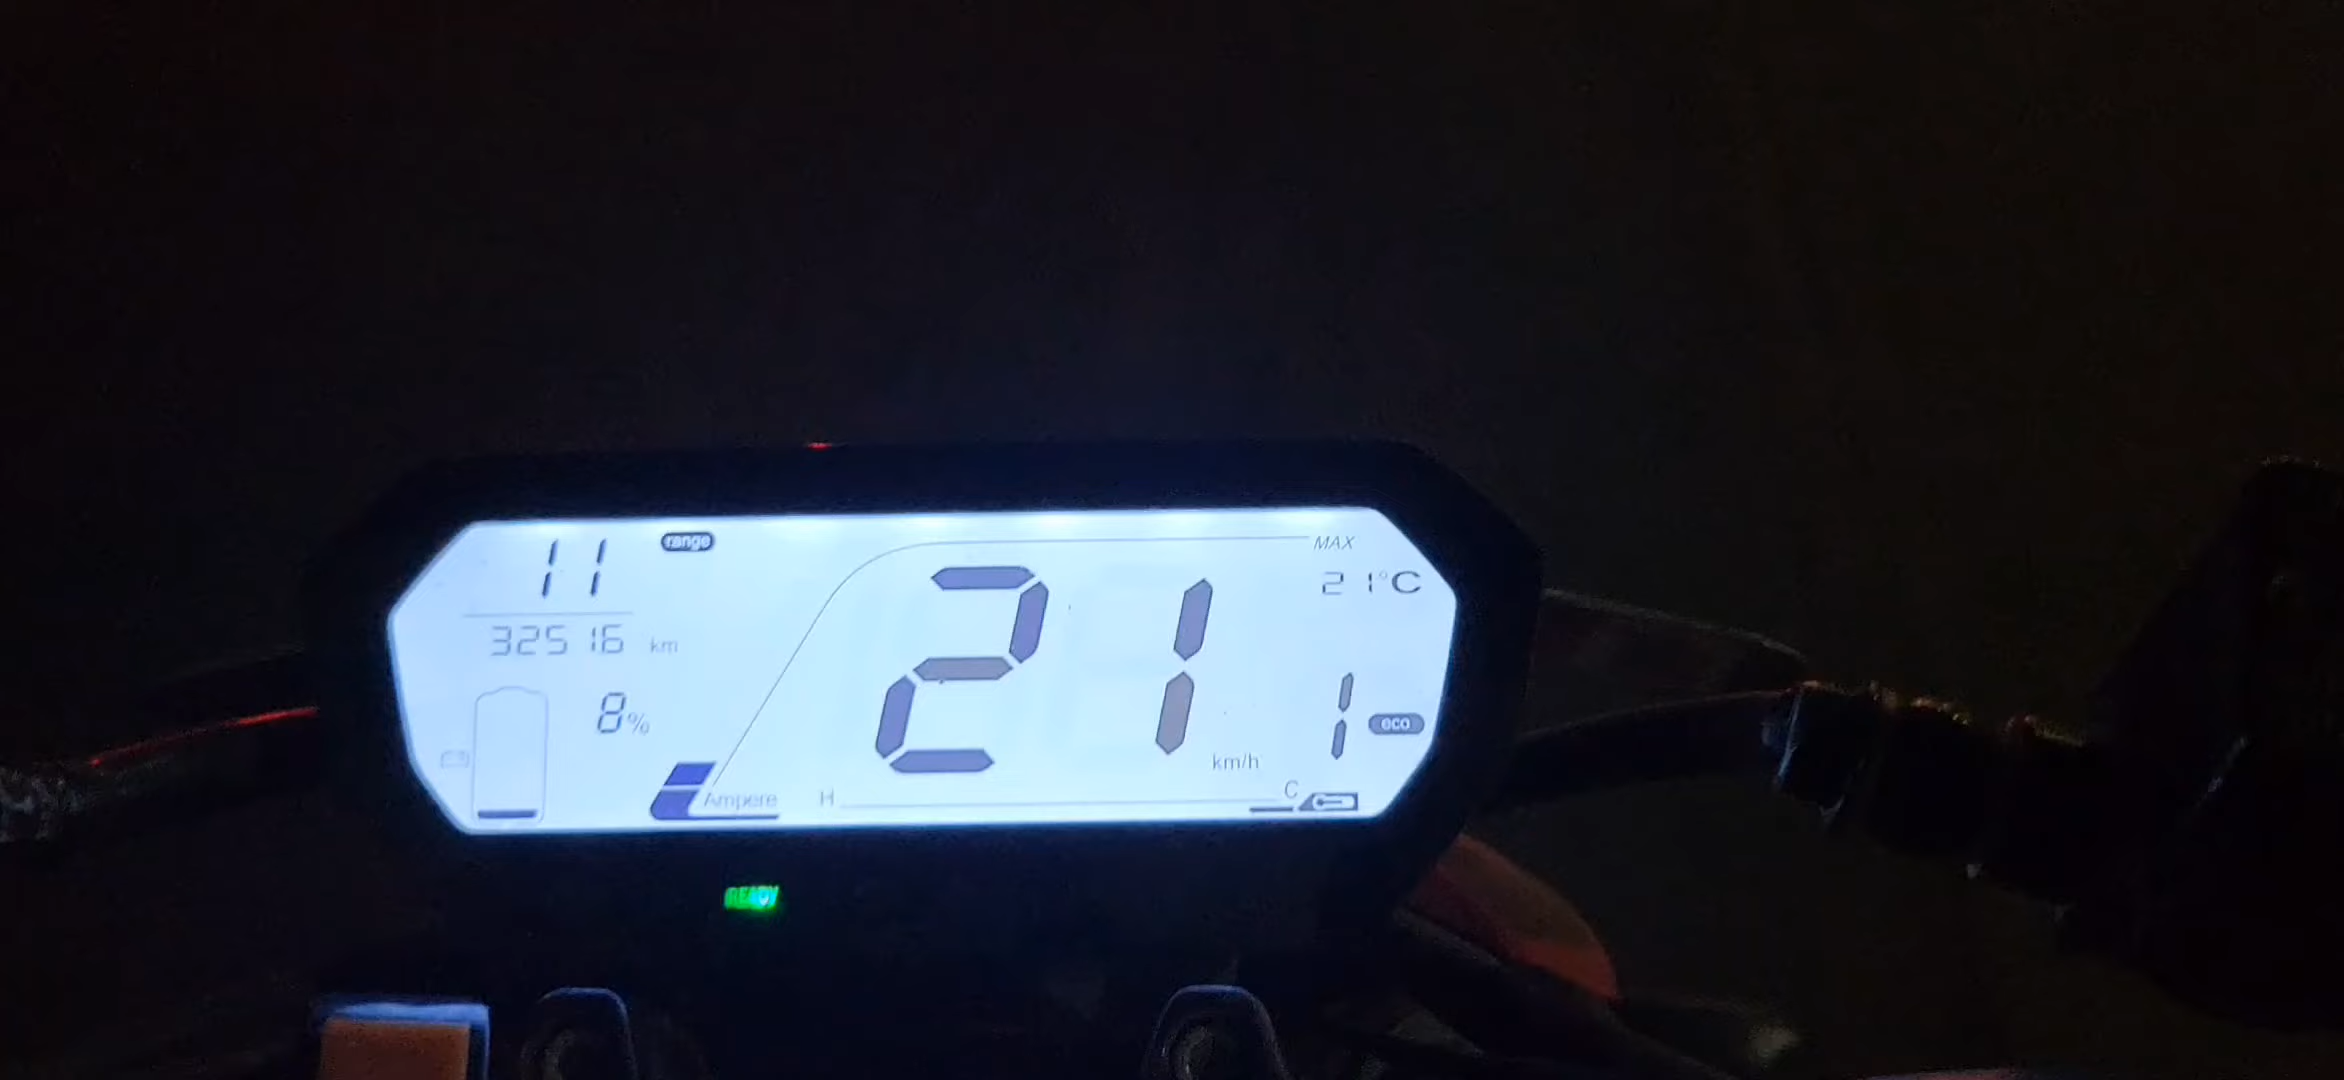 11 range
32516 km
8%
Ampere
MAX
21°C
21 km/h
1 eco
H C
READY